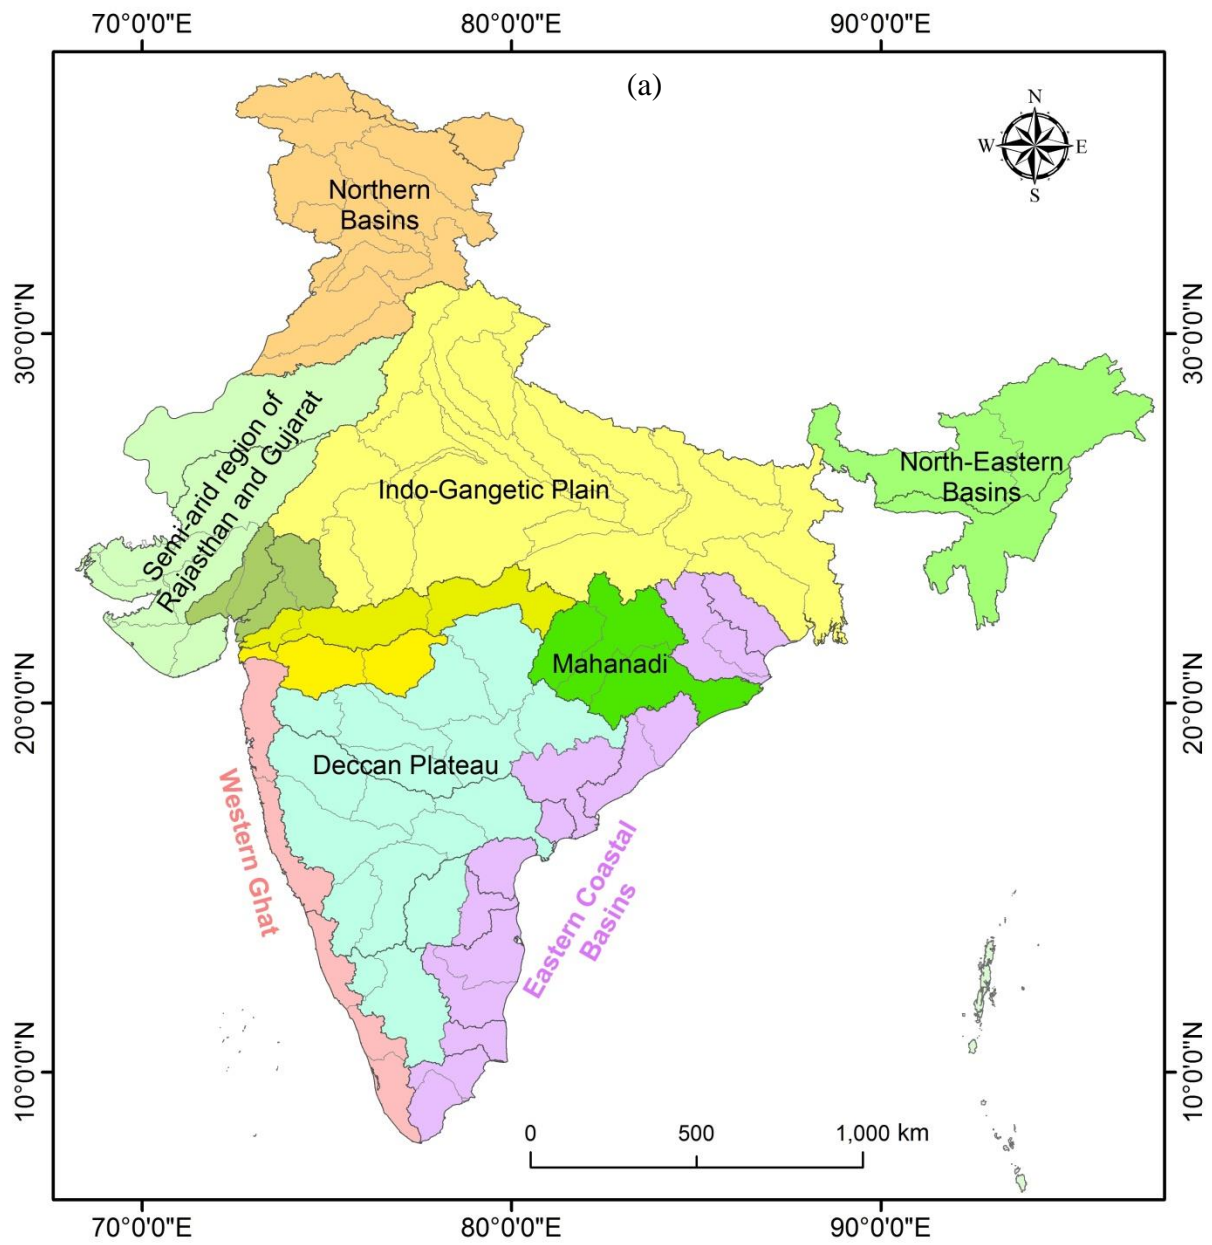 70°0'0"E 80°0'0"E 90°0'0"E
(a)
N
W E
S
Northern
Basins
30°0'0"N 30°0'0"N
Semi-arid region of
Rajasthan and Gujarat
Indo-Gangetic Plain
North-Eastern
Basins
Mahanadi
20°0'0"N 20°0'0"N
Deccan Plateau
Western Ghat
Eastern Coastal
Basins
10°0'0"N 10°0'0"N
0 500 1,000 km
70°0'0"E 80°0'0"E 90°0'0"E